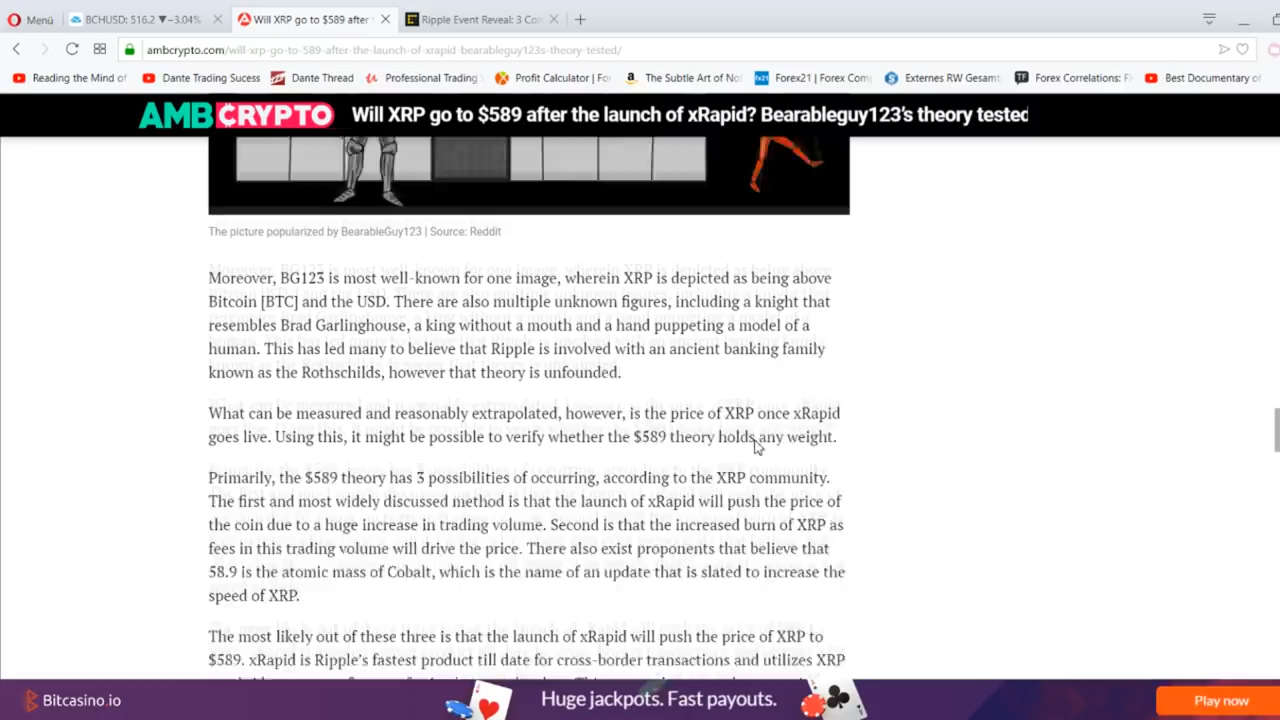 Menü
BCHUSD: 516.2 ▼−3.04%
Will XRP go to $589 after
Ripple Event Reveal: 3 Co
ambcrypto.com/will-xrp-go-to-589-after-the-launch-of-xrapid-bearableguy123s-theory-tested/
Reading the Mind of
Dante Trading Sucess
Dante Thread
Professional Trading
Profit Calculator | For
The Subtle Art of No
Forex21 | Forex Com
Externes RW Gesamt
Forex Correlations: F
Best Documentary of
AMBCRYPTO
Will XRP go to $589 after the launch of xRapid? Bearableguy123's theory tested
The picture popularized by BearableGuy123 | Source: Reddit
Moreover, BG123 is most well-known for one image, wherein XRP is depicted as being above
Bitcoin [BTC] and the USD. There are also multiple unknown figures, including a knight that
resembles Brad Garlinghouse, a king without a mouth and a hand puppeting a model of a
human. This has led many to believe that Ripple is involved with an ancient banking family
known as the Rothschilds, however that theory is unfounded.
What can be measured and reasonably extrapolated, however, is the price of XRP once xRapid
goes live. Using this, it might be possible to verify whether the $589 theory holds any weight.
Primarily, the $589 theory has 3 possibilities of occurring, according to the XRP community.
The first and most widely discussed method is that the launch of xRapid will push the price of
the coin due to a huge increase in trading volume. Second is that the increased burn of XRP as
fees in this trading volume will drive the price. There also exist proponents that believe that
58.9 is the atomic mass of Cobalt, which is the name of an update that is slated to increase the
speed of XRP.
The most likely out of these three is that the launch of xRapid will push the price of XRP to
$589. xRapid is Ripple's fastest product till date for cross-border transactions and utilizes XRP
Bitcasino.io
Huge jackpots. Fast payouts.
Play now